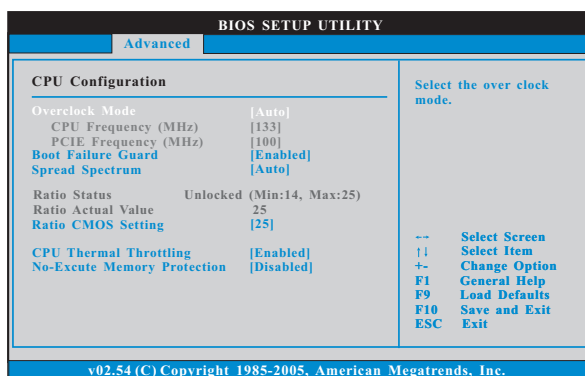 BIOS SETUP UTILITY
Advanced
CPU Configuration
Overclock Mode [Auto]
CPU Frequency (MHz) [133]
PCIE Frequency (MHz) [100]
Boot Failure Guard [Enabled]
Spread Spectrum [Auto]
Ratio Status Unlocked (Min:14, Max:25)
Ratio Actual Value 25
Ratio CMOS Setting [25]
CPU Thermal Throttling [Enabled]
No-Excute Memory Protection [Disabled]
Select the over clock
mode.
←→ Select Screen
↑↓ Select Item
+- Change Option
F1 General Help
F9 Load Defaults
F10 Save and Exit
ESC Exit
v02.54 (C) Copyright 1985-2005, American Megatrends, Inc.